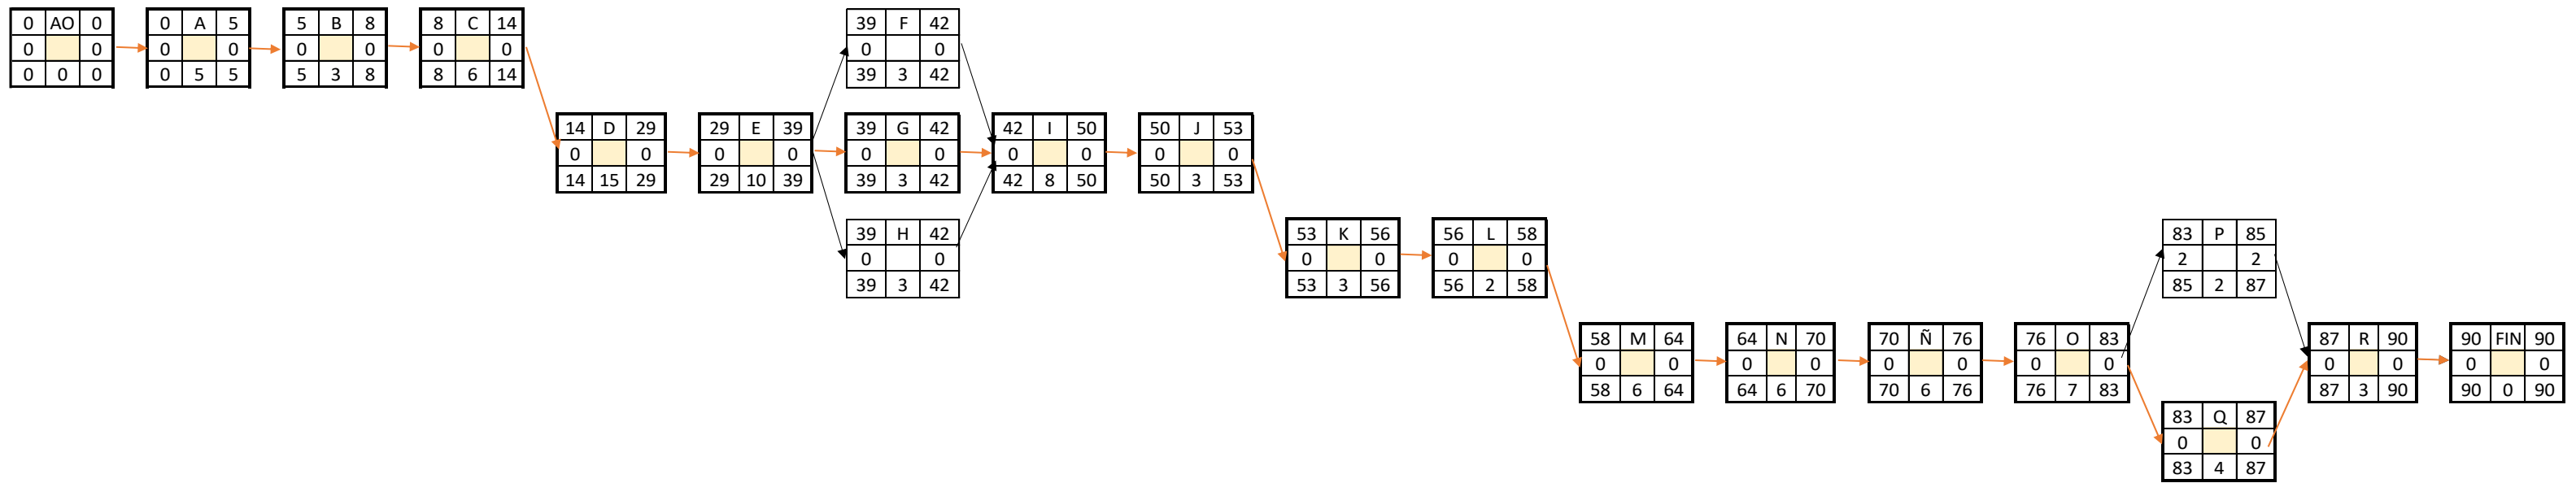 0 AO 0
0 0
0 0 0
0 A 5
0 0
0 5 5
5 B 8
0 0
5 3 8
8 C 14
0 0
8 6 14
14 D 29
0 0
14 15 29
29 E 39
0 0
29 10 39
39 F 42
0 0
39 3 42
39 G 42
0 0
39 3 42
39 H 42
0 0
39 3 42
42 I 50
0 0
42 8 50
50 J 53
0 0
50 3 53
53 K 56
0 0
53 3 56
56 L 58
0 0
56 2 58
58 M 64
0 0
58 6 64
64 N 70
0 0
64 6 70
70 Ñ 76
0 0
70 6 76
76 O 83
0 0
76 7 83
83 P 85
2 2
85 2 87
83 Q 87
0 0
83 4 87
87 R 90
0 0
87 3 90
90 FIN 90
0 0
90 0 90